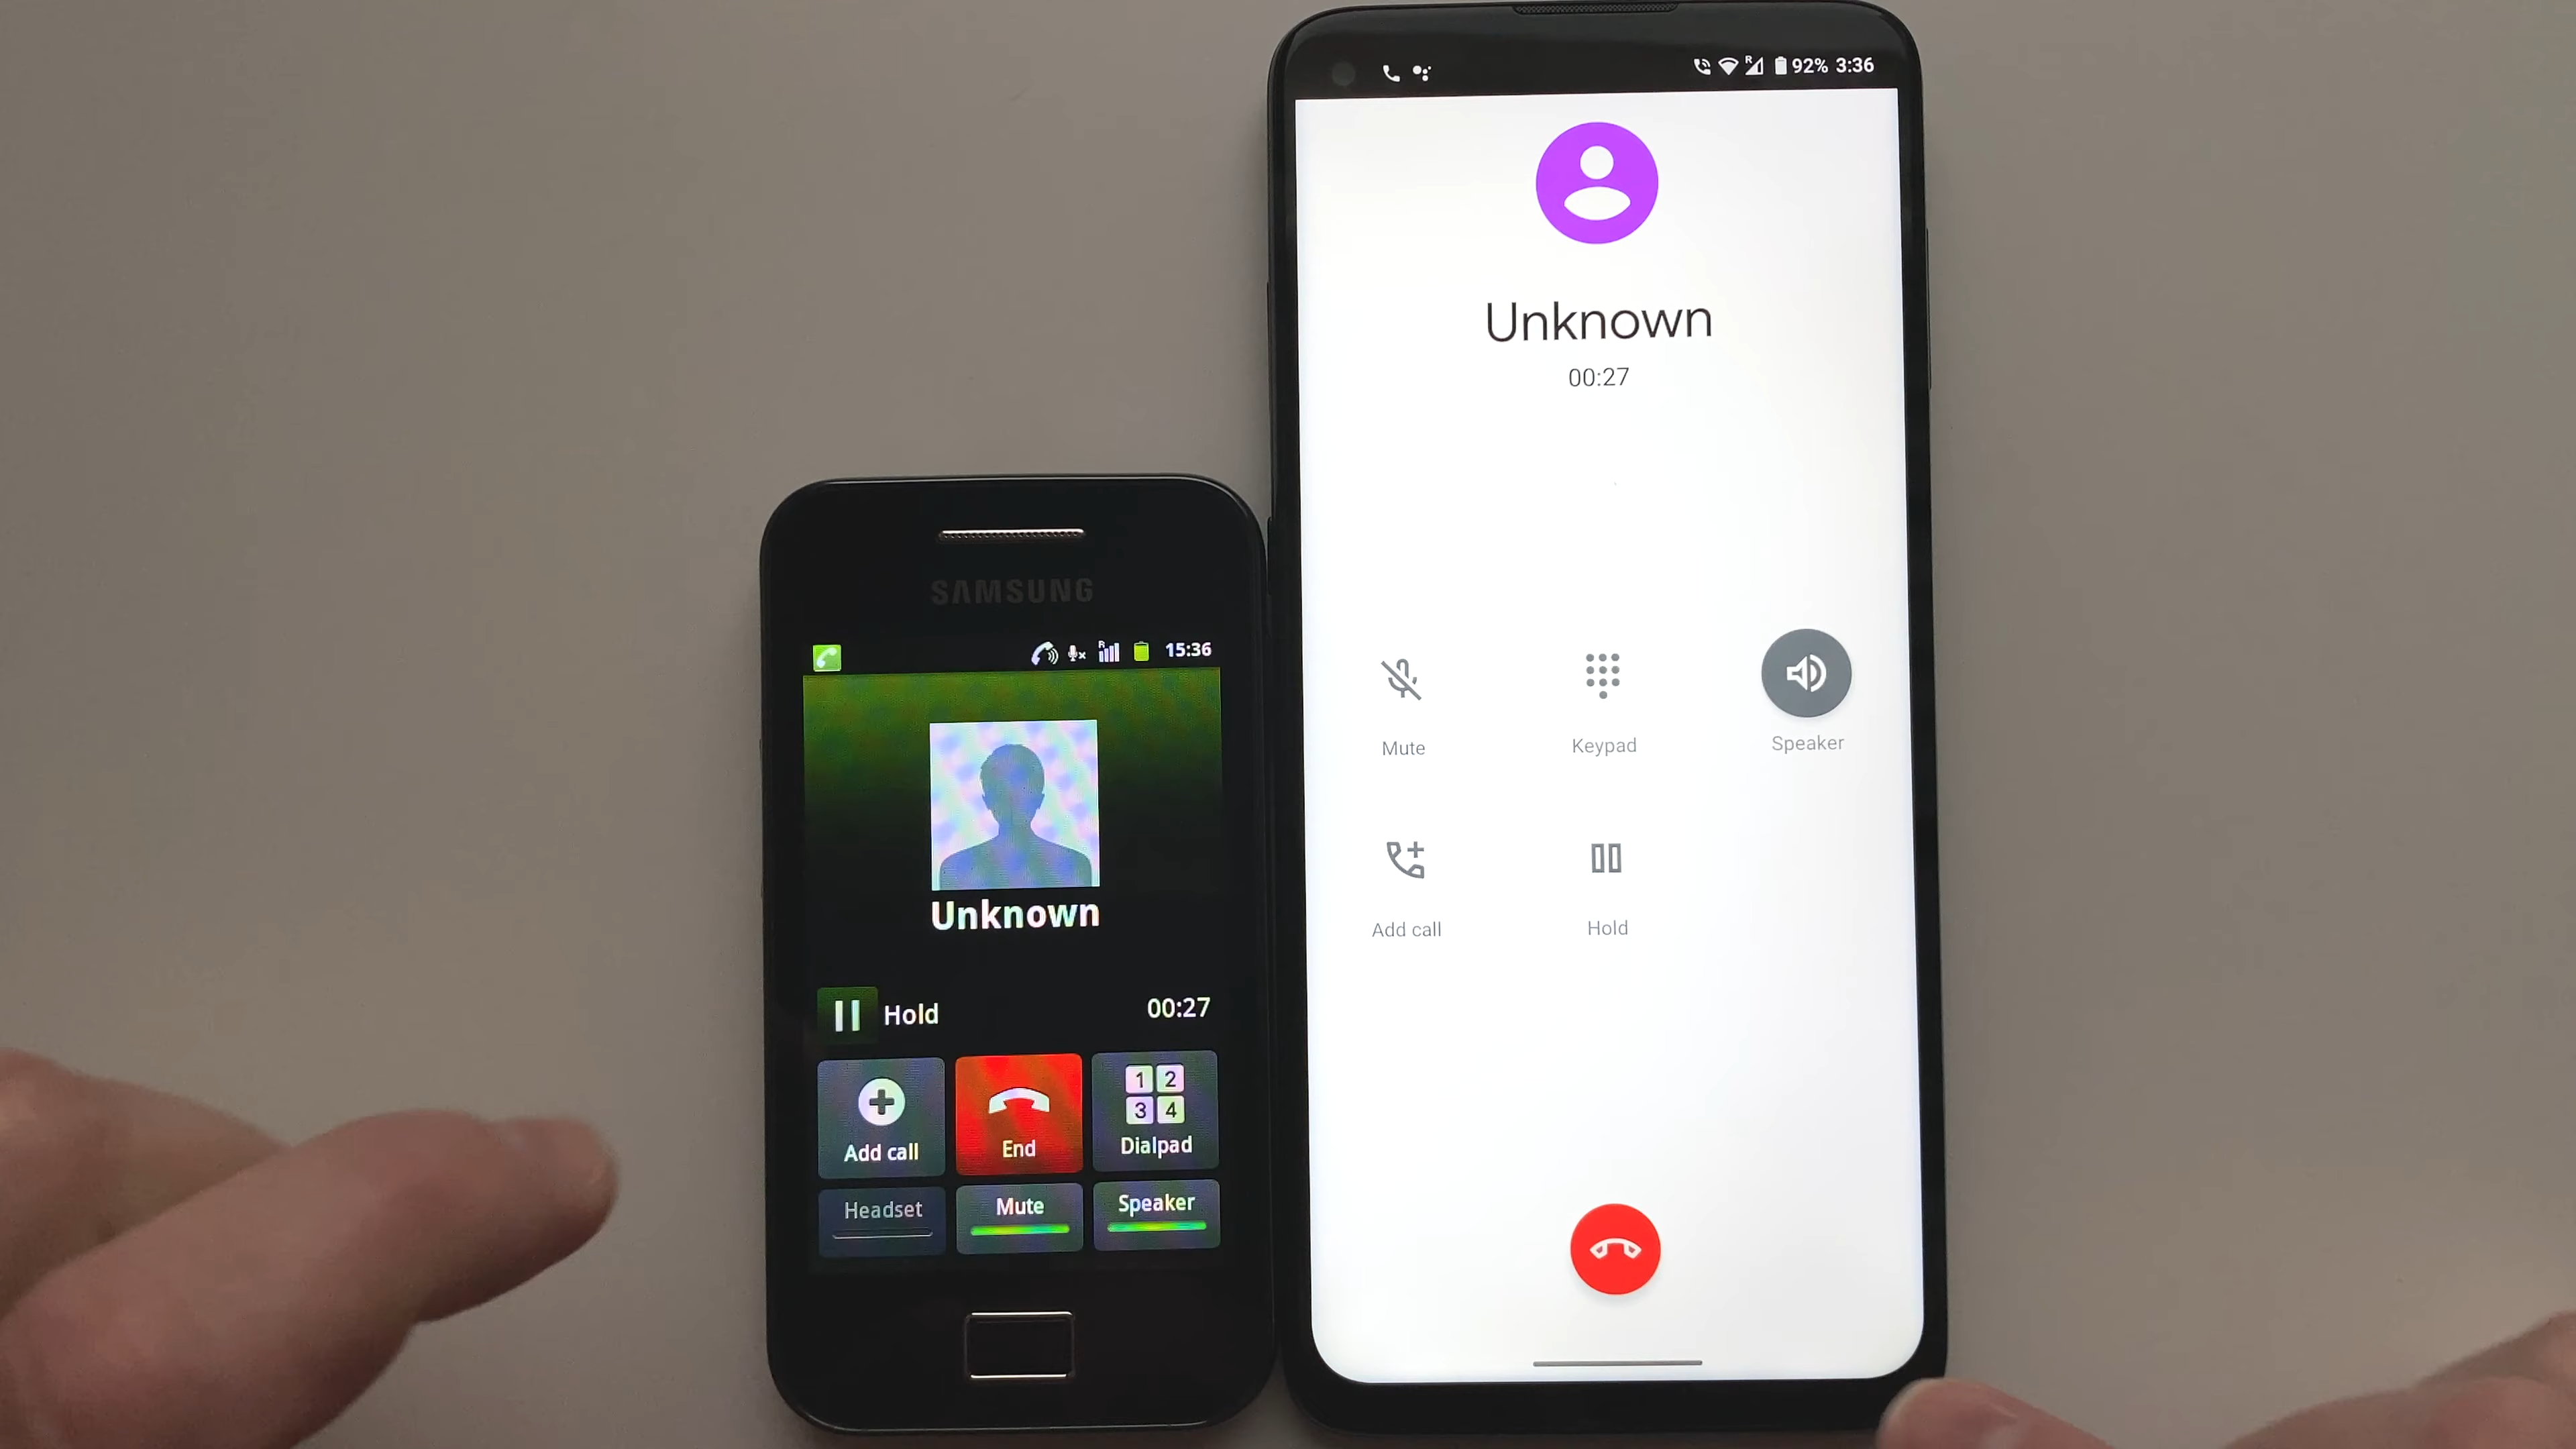 SAMSUNG
15:36
Unknown
Hold 00:27
Add call End 1 2 3 4 Dialpad
Headset Mute Speaker
R 92% 3:36
Unknown
00:27
Mute Keypad Speaker
Add call Hold